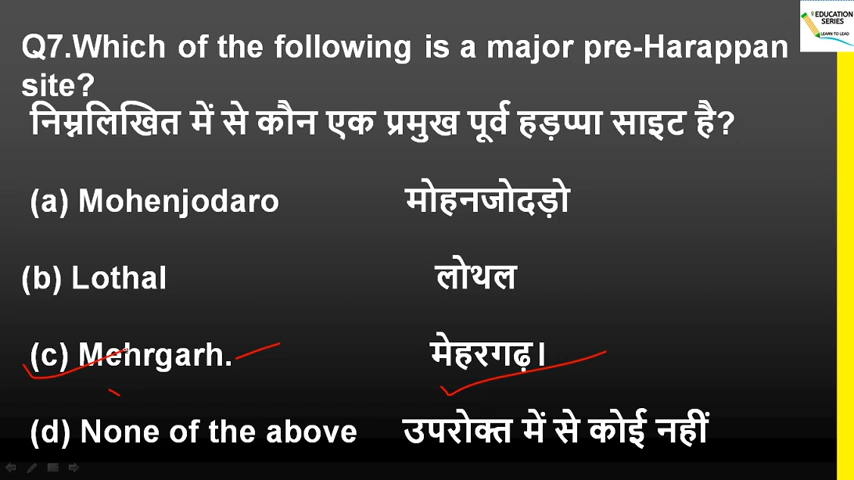 EDUCATION
SERIES
LEARN TO LEAD
Q7.Which of the following is a major pre-Harappan
site?
निम्नलिखित में से कौन एक प्रमुख पूर्व हड़प्पा साइट है?
(a) Mohenjodaro मोहनजोदड़ो
(b) Lothal लोथल
(c) Mehrgarh. मेहरगढ़।
(d) None of the above उपरोक्त में से कोई नहीं